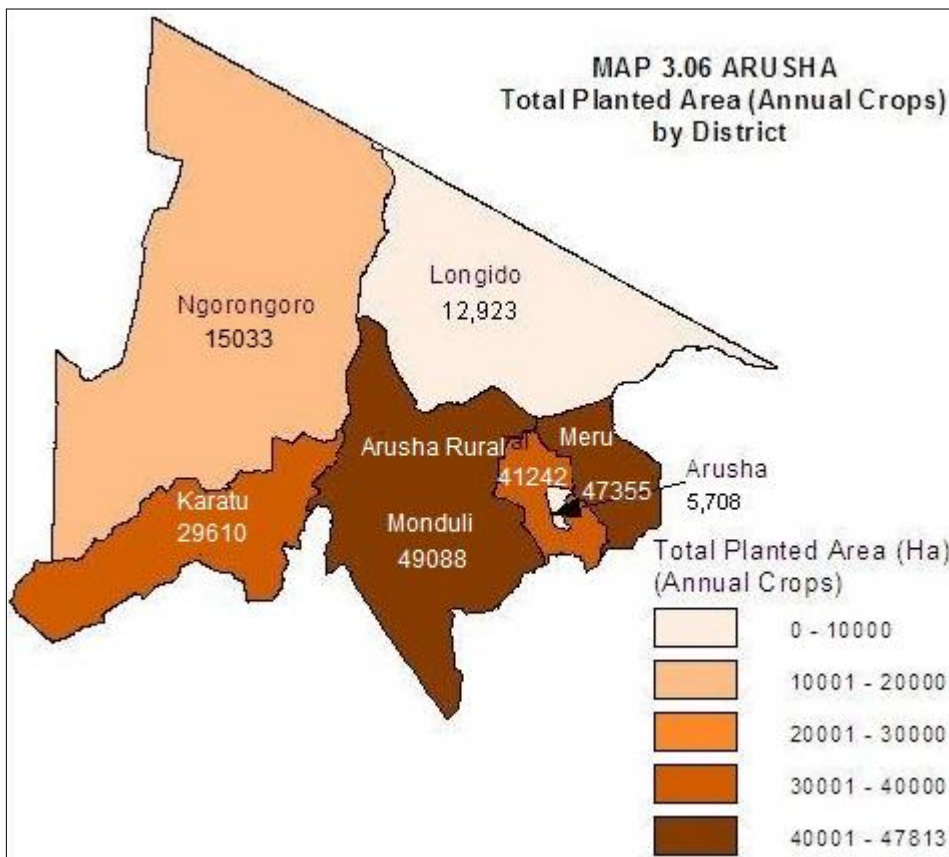 MAP 3.06 ARUSHA
Total Planted Area (Annual Crops)
by District
Longido
12,923
Ngorongoro
15033
Arusha Rural
Meru
41242
47355
Arusha
5,708
Karatu
29610
Monduli
49088
Total Planted Area (Ha)
(Annual Crops)
0 - 10000
10001 - 20000
20001 - 30000
30001 - 40000
40001 - 47813